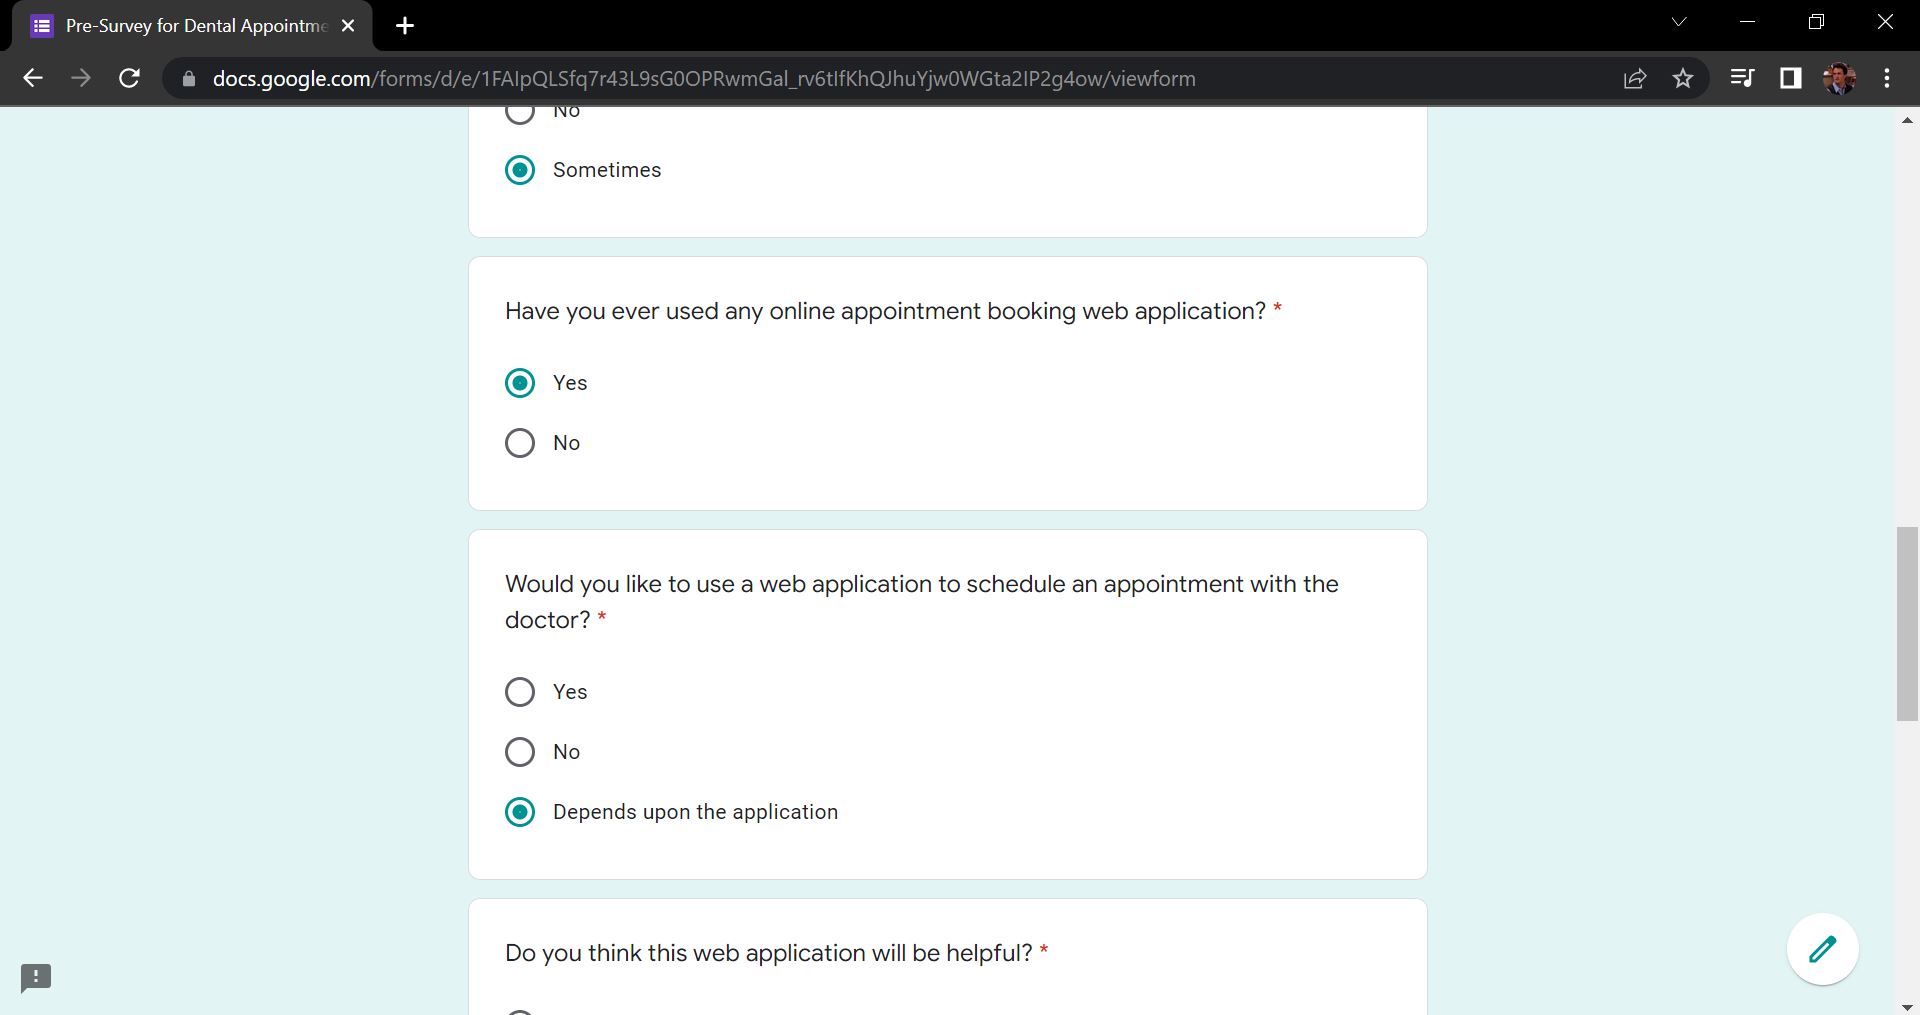 Pre-Survey for Dental Appointme
docs.google.com/forms/d/e/1FAIpQLSfq7r43L9sG0OPRwmGal_rv6tIfKhQJhuYjw0WGta2IP2g4ow/viewform
No
Sometimes
Have you ever used any online appointment booking web application? *
Yes
No
Would you like to use a web application to schedule an appointment with the
doctor? *
Yes
No
Depends upon the application
Do you think this web application will be helpful? *